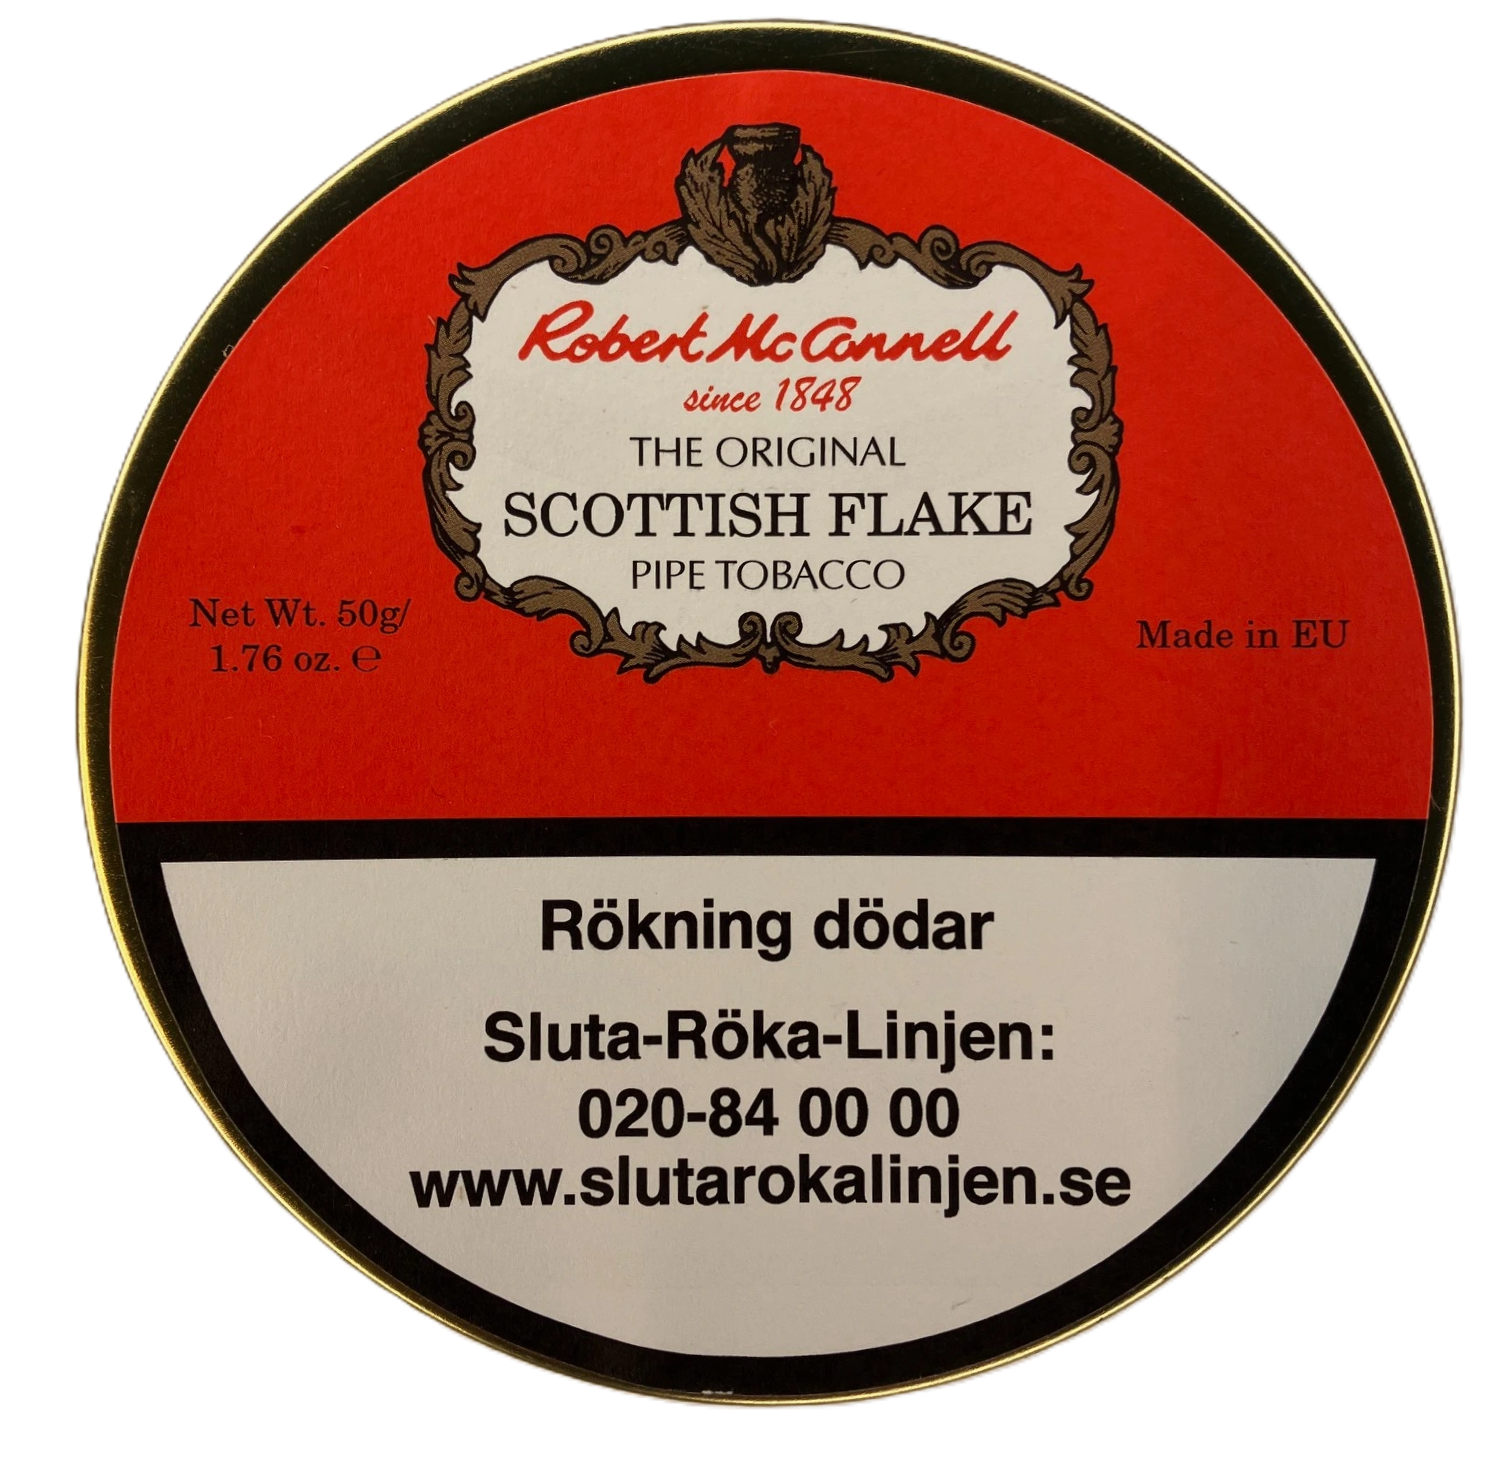 Robert McConnell
since 1848
THE ORIGINAL
SCOTTISH FLAKE
PIPE TOBACCO
Net Wt. 50g/
1.76 oz. ℮
Made in EU
Rökning dödar
Sluta-Röka-Linjen:
020-84 00 00
www.slutarokalinjen.se